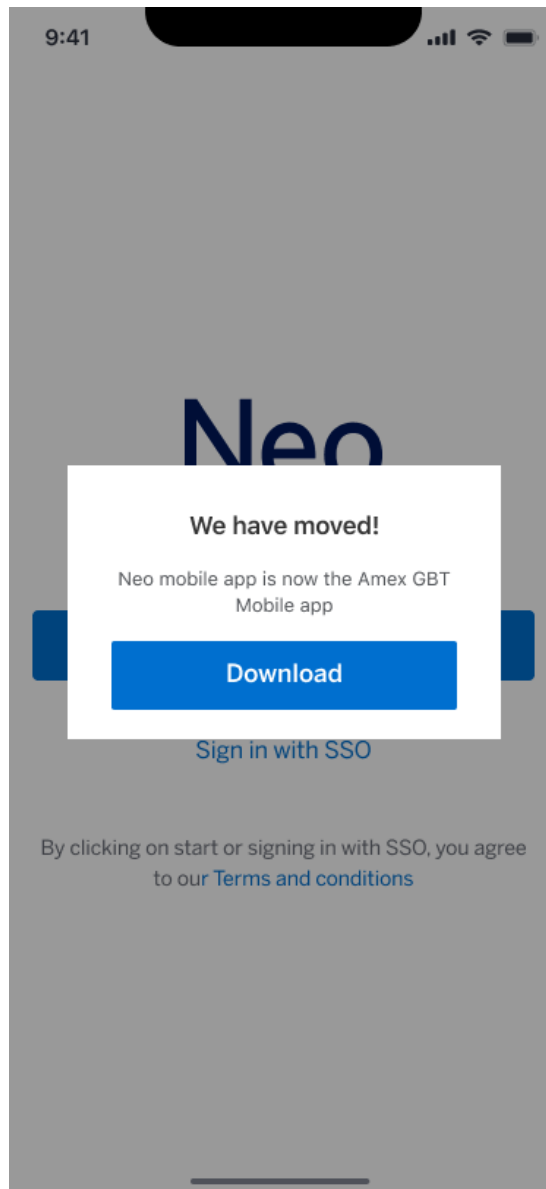 9:41
Neo
We have moved!
Neo mobile app is now the Amex GBT
Mobile app
Download
Sign in with SSO
By clicking on start or signing in with SSO, you agree
to our Terms and conditions